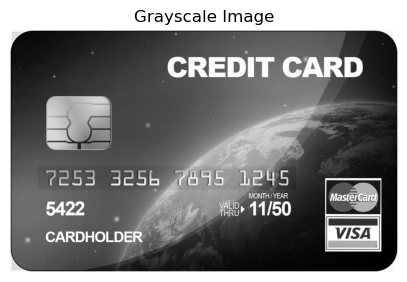 Grayscale Image
CREDIT CARD
7253 3256 7895 1245
MONTH/YEAR
5422 VALID THRU 11/50
CARDHOLDER
MasterCard
VISA